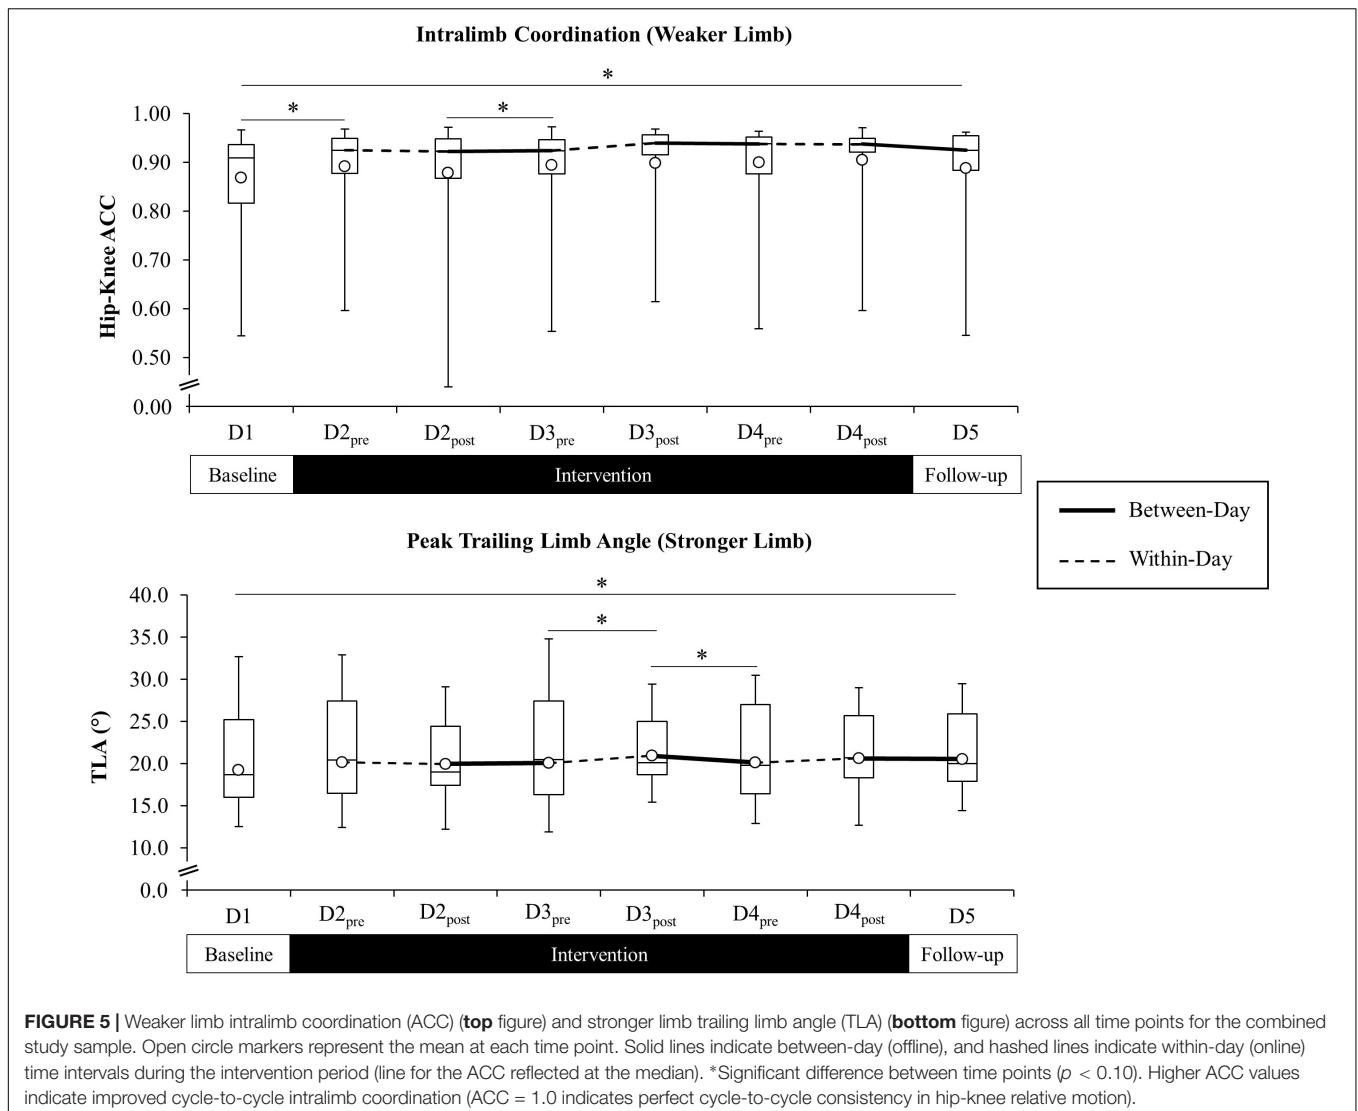 Intralimb Coordination (Weaker Limb)
*
* *
1.00
0.90
0.80
0.70
0.60
0.50
0.00
Hip-Knee ACC
D1 D2pre D2post D3pre D3post D4pre D4post D5
Baseline Intervention Follow-up
Between-Day
Within-Day
Peak Trailing Limb Angle (Stronger Limb)
*
*
*
40.0
35.0
30.0
25.0
20.0
15.0
10.0
0.0
TLA (°)
D1 D2pre D2post D3pre D3post D4pre D4post D5
Baseline Intervention Follow-up
FIGURE 5 | Weaker limb intralimb coordination (ACC) (top figure) and stronger limb trailing limb angle (TLA) (bottom figure) across all time points for the combined
study sample. Open circle markers represent the mean at each time point. Solid lines indicate between-day (offline), and hashed lines indicate within-day (online)
time intervals during the intervention period (line for the ACC reflected at the median). *Significant difference between time points (p < 0.10). Higher ACC values
indicate improved cycle-to-cycle intralimb coordination (ACC = 1.0 indicates perfect cycle-to-cycle consistency in hip-knee relative motion).